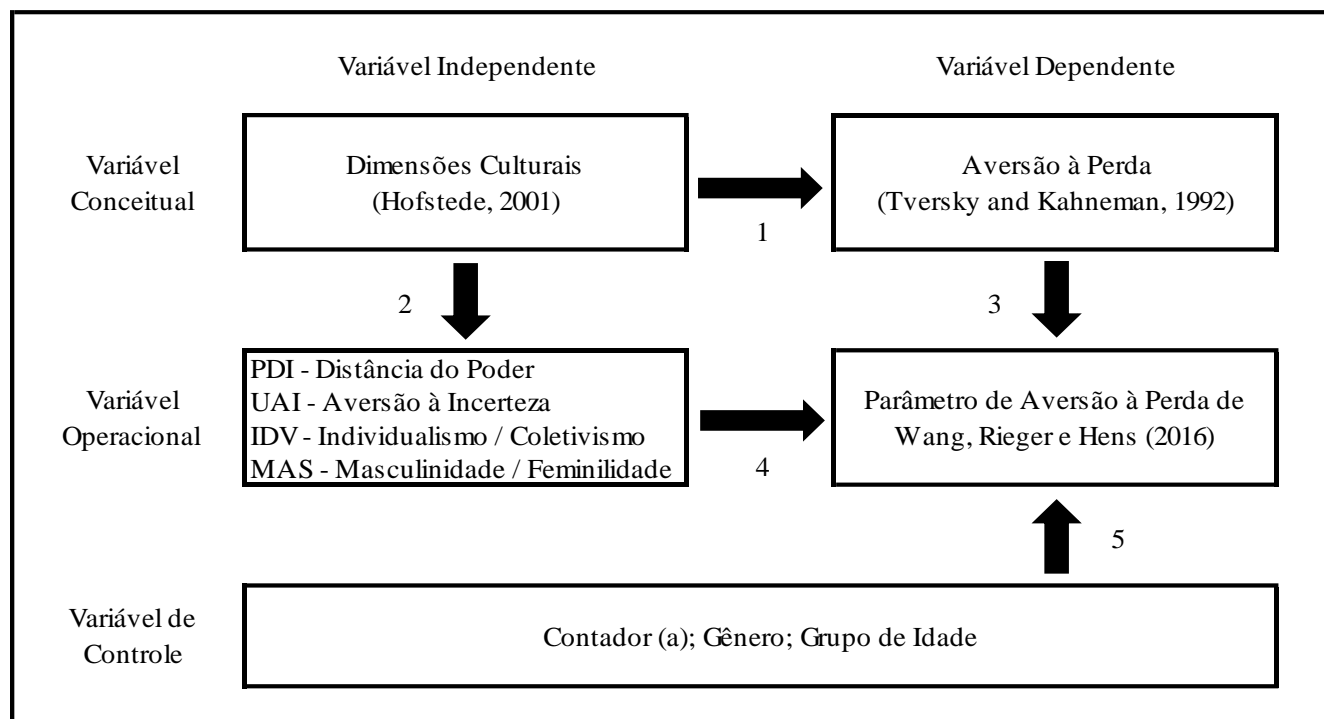 Variável Independente
Variável Dependente
Variável
Conceitual
Dimensões Culturais
(Hofstede, 2001)
1
Aversão à Perda
(Tversky and Kahneman, 1992)
2
3
Variável
Operacional
PDI - Distância do Poder
UAI - Aversão à Incerteza
IDV - Individualismo / Coletivismo
MAS - Masculinidade / Feminilidade
4
Parâmetro de Aversão à Perda de
Wang, Rieger e Hens (2016)
5
Variável de
Controle
Contador (a); Gênero; Grupo de Idade